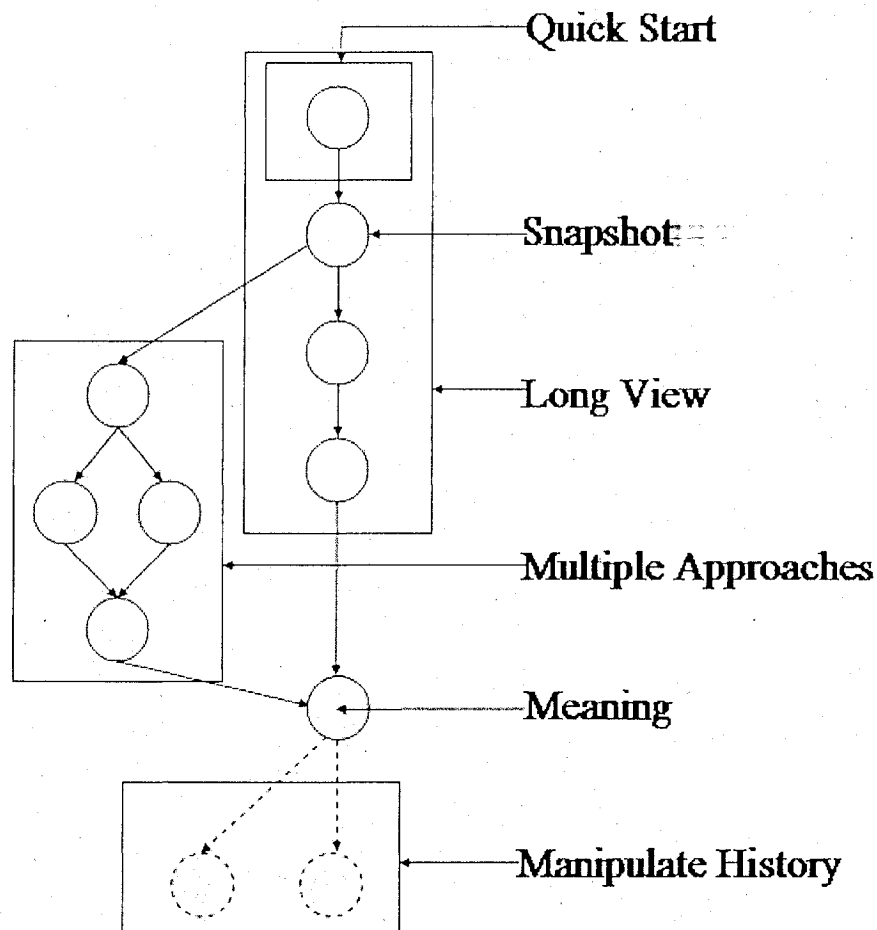 Quick Start
Snapshot
Long View
Multiple Approaches
Meaning
Manipulate History